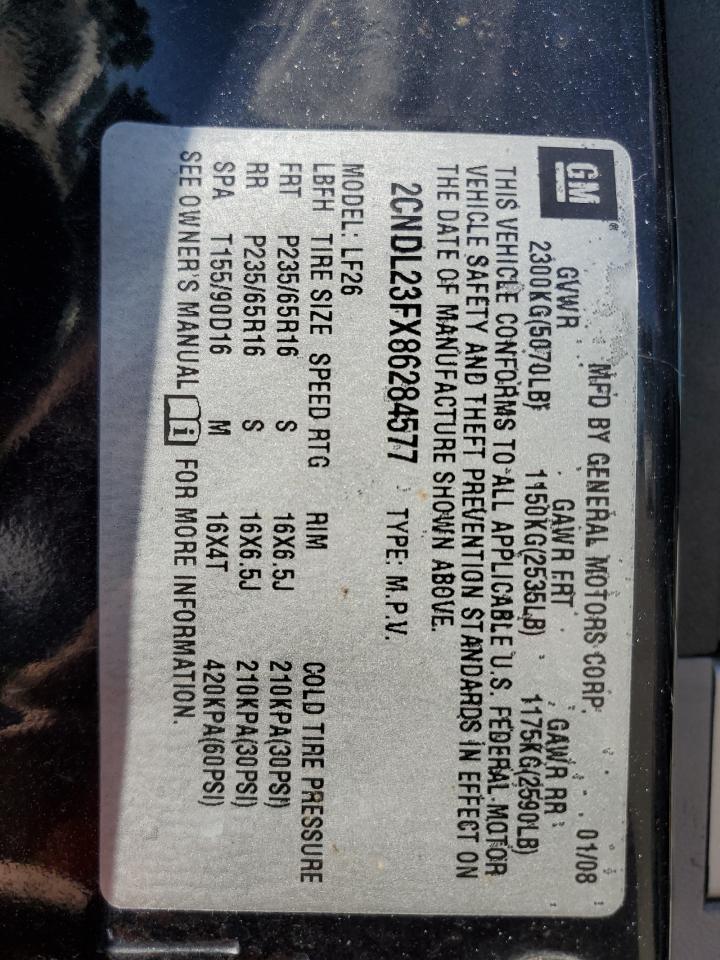 GM®
MFD BY GENERAL MOTORS CORP. 01/08
GVWR GAWR FRT GAWR RR
2300KG(5070LB) 1150KG(2535LB) 1175KG(2590LB)
THIS VEHICLE CONFORMS TO ALL APPLICABLE U.S. FEDERAL MOTOR
VEHICLE SAFETY AND THEFT PREVENTION STANDARDS IN EFFECT ON
THE DATE OF MANUFACTURE SHOWN ABOVE.
2CNDL23FX86284577 TYPE: M.P.V.
MODEL: LF26
LBFH TIRE SIZE SPEED RTG RIM COLD TIRE PRESSURE
FRT P235/65R16 S 16X6.5J 210KPA(30PSI)
RR P235/65R16 S 16X6.5J 210KPA(30PSI)
SPA T155/90D16 M 16X4T 420KPA(60PSI)
SEE OWNER'S MANUAL i FOR MORE INFORMATION.